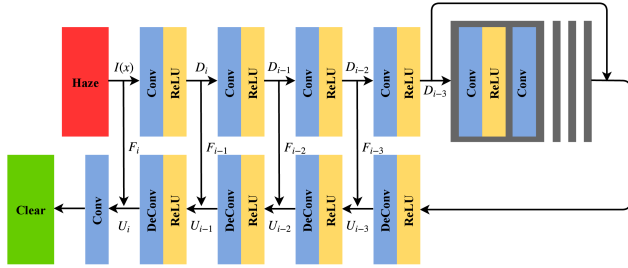 Haze
I(x)
Conv
ReLU
D_i
Conv
ReLU
D_{i-1}
Conv
ReLU
D_{i-2}
Conv
ReLU
D_{i-3}
Conv
ReLU
Conv
F_i
F_{i-1}
F_{i-2}
F_{i-3}
Clear
Conv
U_i
DeConv
ReLU
U_{i-1}
DeConv
ReLU
U_{i-2}
DeConv
ReLU
U_{i-3}
DeConv
ReLU